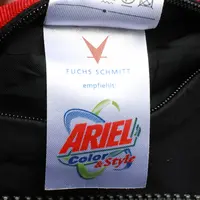 FUCHS SCHMITT
empfiehlt:
ARIEL
Color
& Style